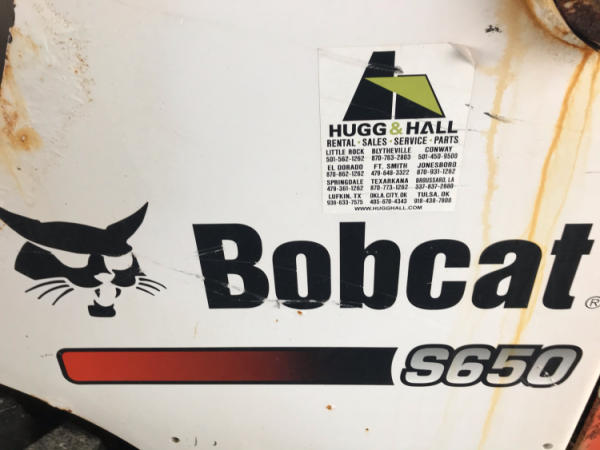 HUGG & HALL
RENTAL • SALES • SERVICE • PARTS
LITTLE ROCK BLYTHEVILLE CONWAY
501-562-1262 870-763-2803 501-450-9500
EL DORADO FT. SMITH JONESBORO
870-862-1262 479-648-3322 870-931-1262
SPRINGDALE TEXARKANA BROUSSARD, LA
479-361-1262 870-773-1262 337-837-2600
LUFKIN, TX OKLA. CITY, OK TULSA, OK
936-633-7575 405-670-4343 918-438-7808
WWW.HUGGHALL.COM
Bobcat®
S650